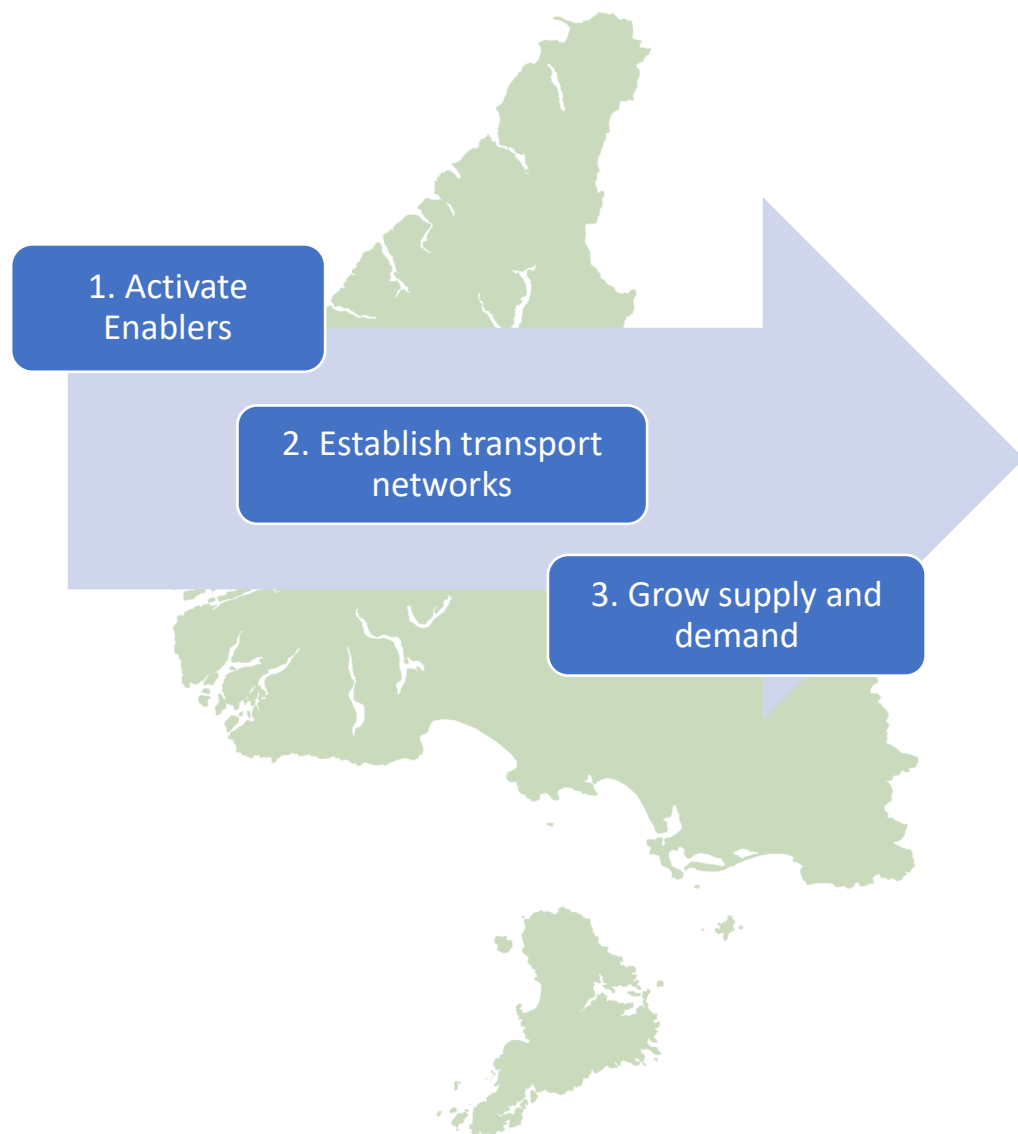 1. Activate
Enablers
2. Establish transport
networks
3. Grow supply and
demand